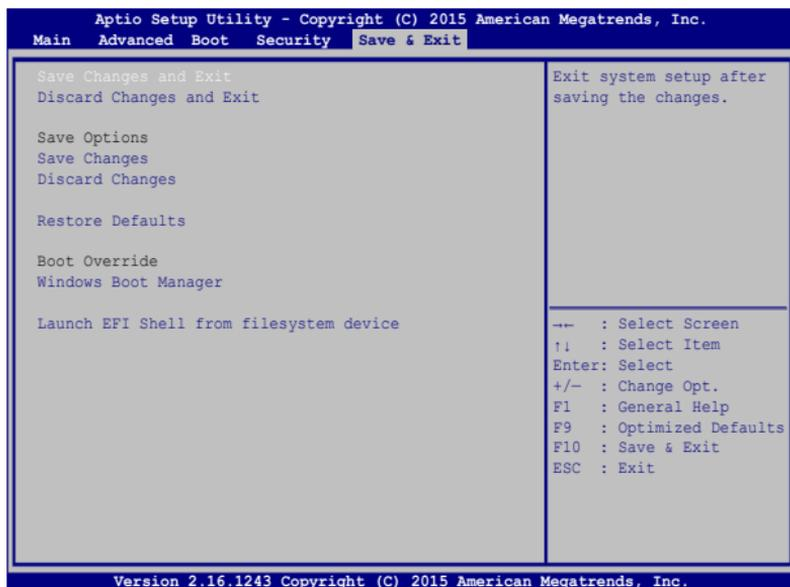 Aptio Setup Utility - Copyright (C) 2015 American Megatrends, Inc.
Main Advanced Boot Security Save & Exit
Save Changes and Exit
Discard Changes and Exit
Save Options
Save Changes
Discard Changes
Restore Defaults
Boot Override
Windows Boot Manager
Launch EFI Shell from filesystem device
Exit system setup after
saving the changes.
→← : Select Screen
↑↓ : Select Item
Enter: Select
+/— : Change Opt.
F1 : General Help
F9 : Optimized Defaults
F10 : Save & Exit
ESC : Exit
Version 2.16.1243 Copyright (C) 2015 American Megatrends, Inc.